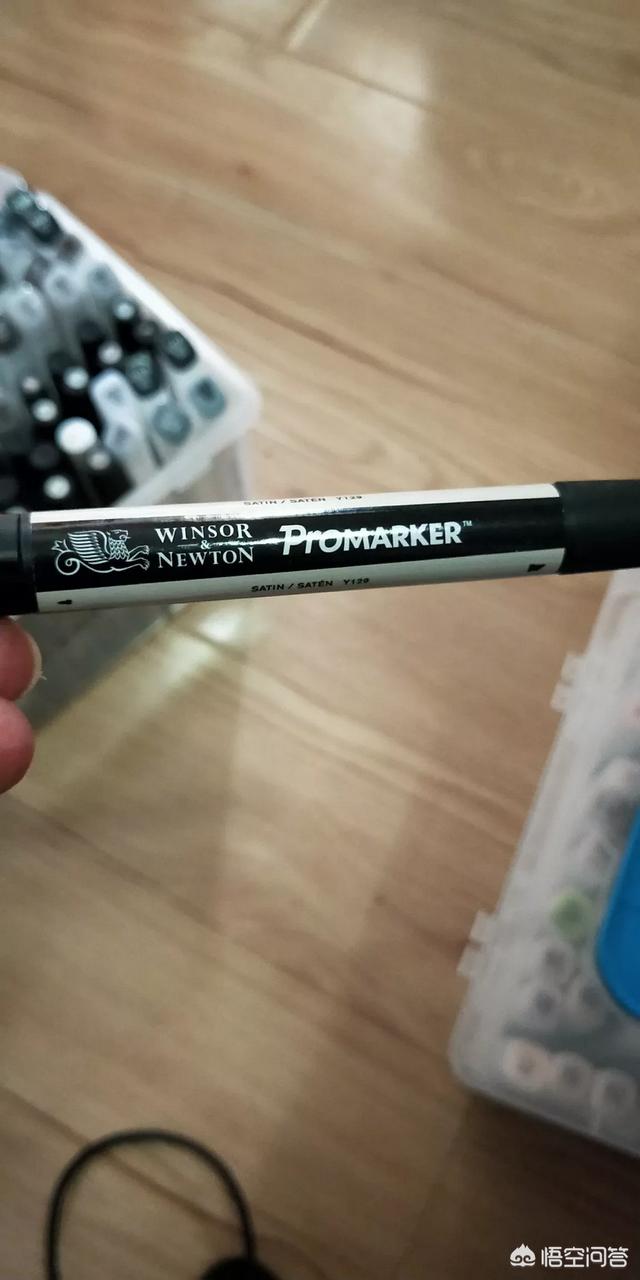 SATIN / SATÉN Y129
WINSOR
&
NEWTON
PROMARKER™
SATIN / SATÉN Y129
悟空问答